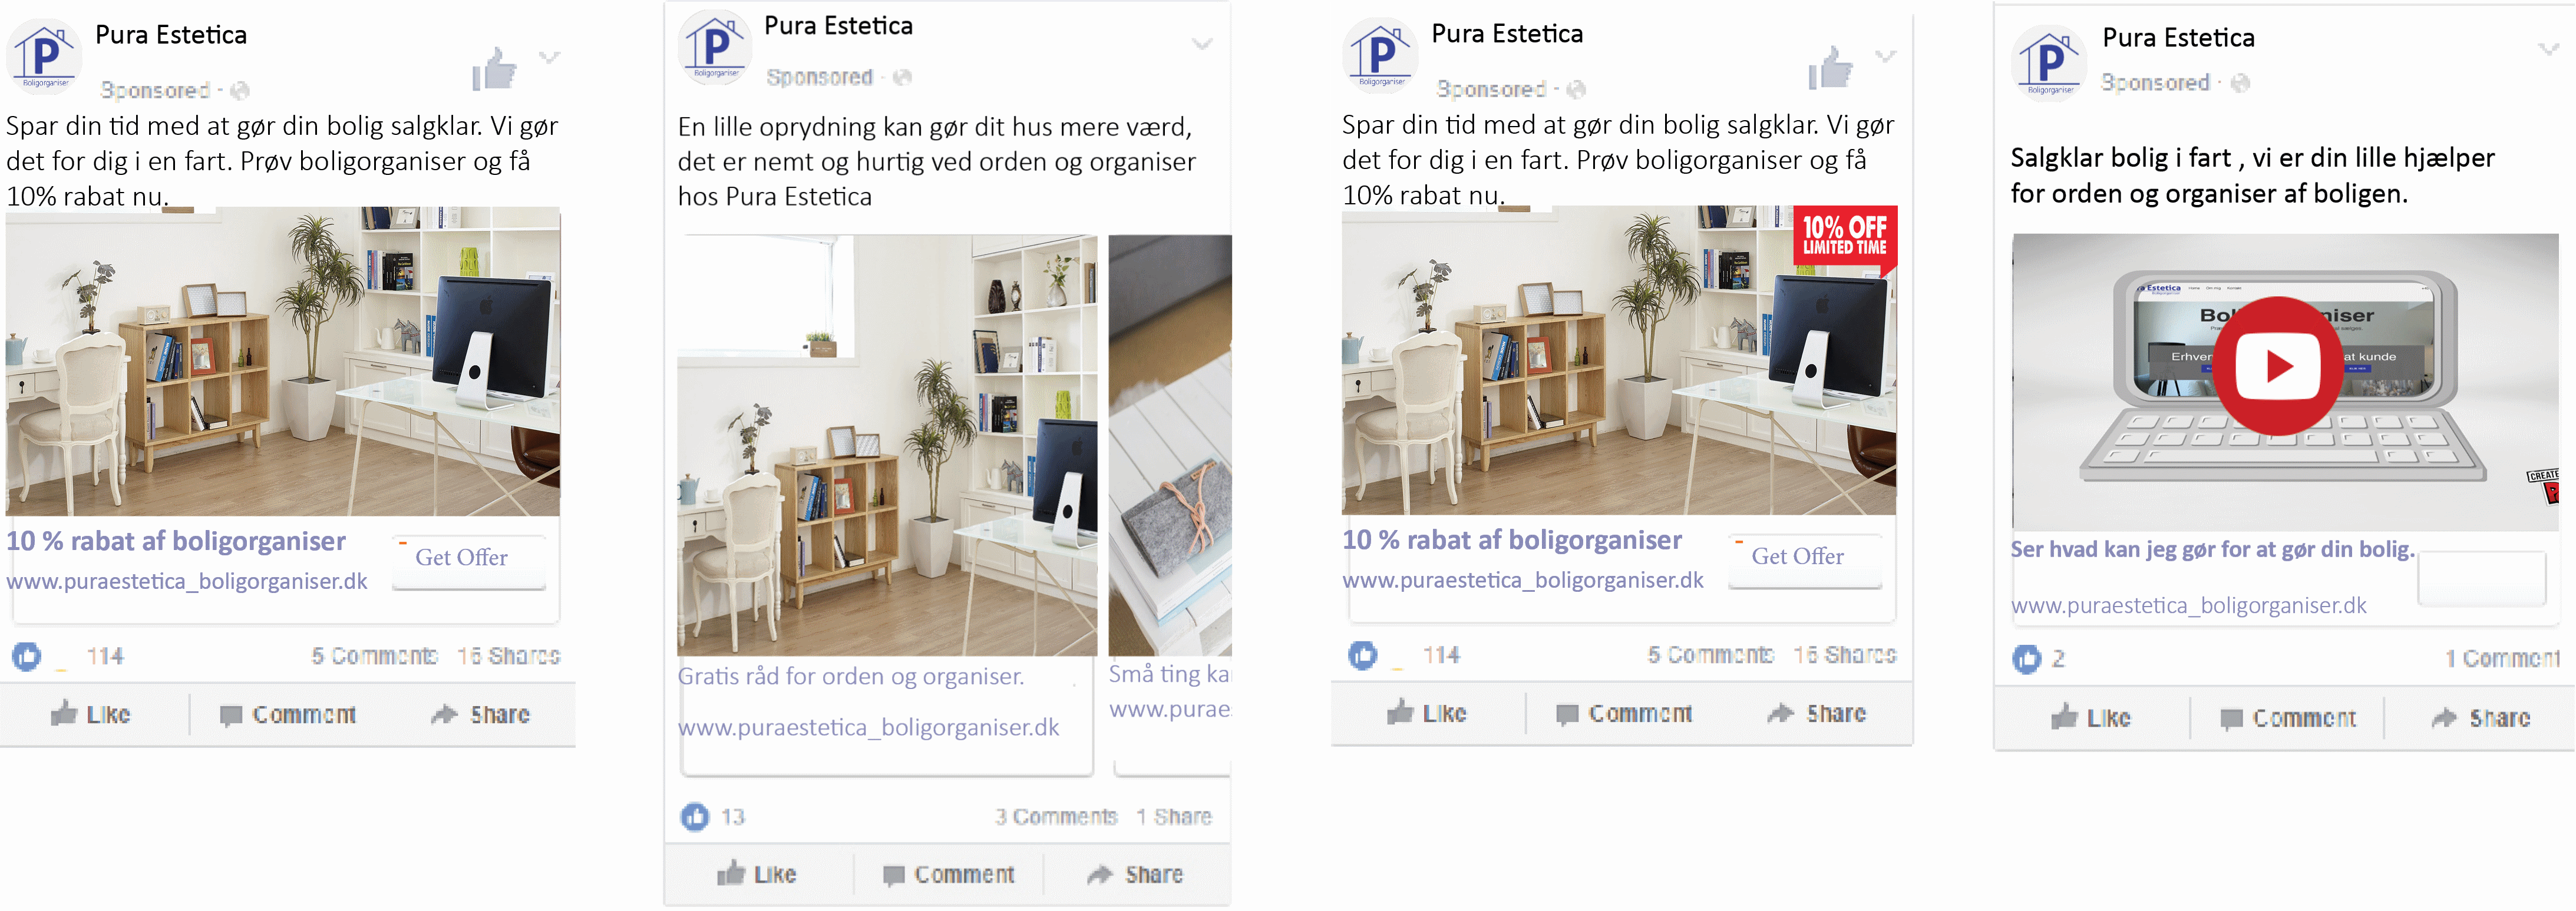 Pura Estetica
P
Boligorganiser
Sponsored
Spar din tid med at gør din bolig salgklar. Vi gør
det for dig i en fart. Prøv boligorganiser og få
10% rabat nu.
10 % rabat af boligorganiser
Get Offer
www.puraestetica_boligorganiser.dk
114
5 Comments 16 Shares
Like Comment Share
Pura Estetica
P
Boligorganiser
Sponsored
En lille oprydning kan gør dit hus mere værd,
det er nemt og hurtig ved orden og organiser
hos Pura Estetica
Gratis råd for orden og organiser.
www.puraestetica_boligorganiser.dk
Små ting ka
www.purae
13
3 Comments 1 Share
Like Comment Share
Pura Estetica
P
Boligorganiser
Sponsored
Spar din tid med at gør din bolig salgklar. Vi gør
det for dig i en fart. Prøv boligorganiser og få
10% rabat nu.
10% OFF
LIMITED TIME
10 % rabat af boligorganiser
Get Offer
www.puraestetica_boligorganiser.dk
114
5 Comments 16 Shares
Like Comment Share
Pura Estetica
P
Boligorganiser
Sponsored
Salgklar bolig i fart , vi er din lille hjælper
for orden og organiser af boligen.
ra Estetica
Home Om mig Kontakt
Bol niser
Erhver at kunde
CREATE
Ser hvad kan jeg gør for at gør din bolig.
www.puraestetica_boligorganiser.dk
2
1 Comment
Like Comment Share